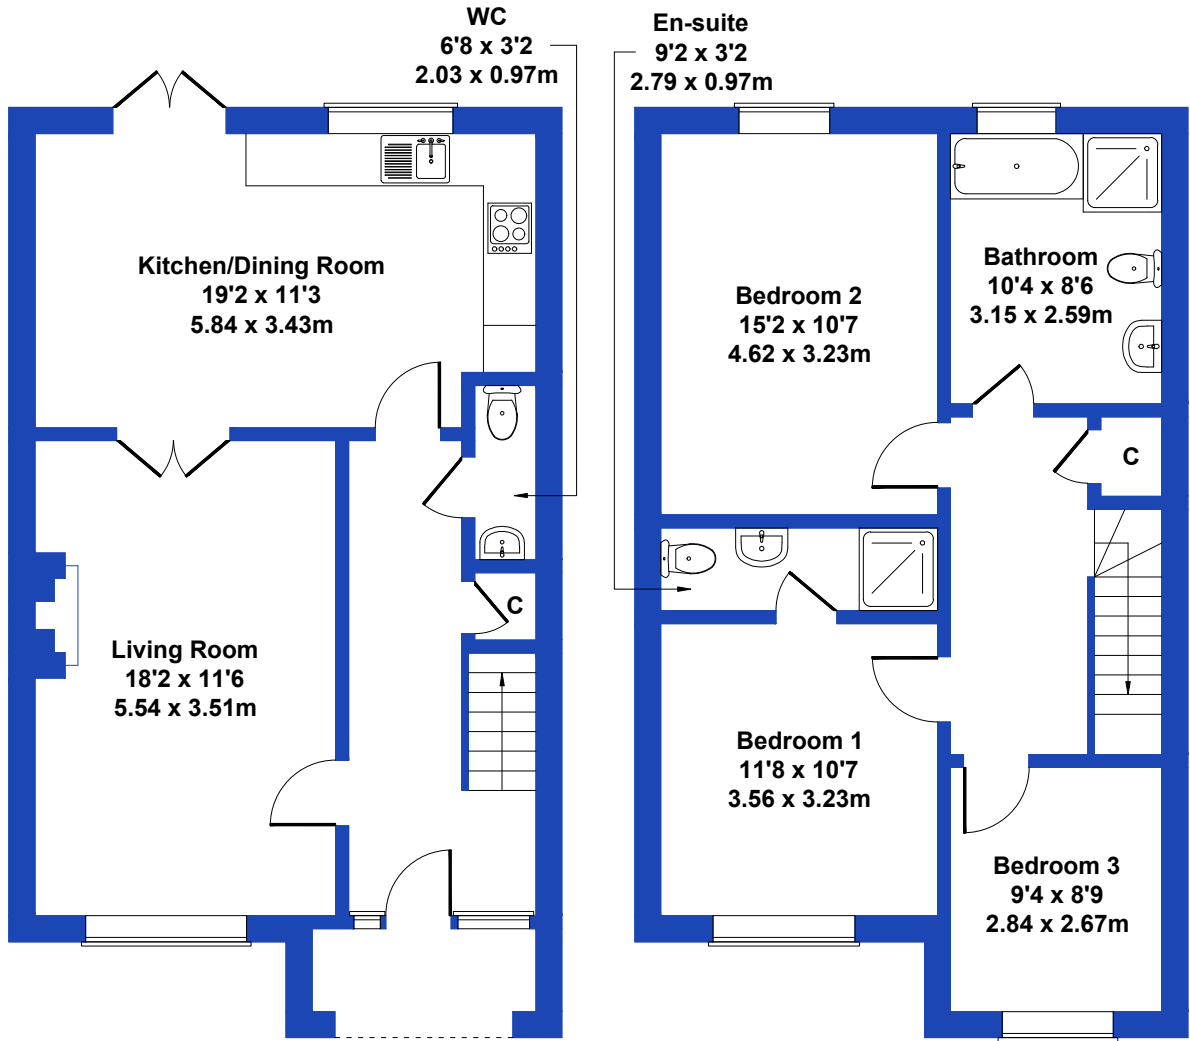 WC
6'8 x 3'2
2.03 x 0.97m
En-suite
9'2 x 3'2
2.79 x 0.97m
Kitchen/Dining Room
19'2 x 11'3
5.84 x 3.43m
Bedroom 2
15'2 x 10'7
4.62 x 3.23m
Bathroom
10'4 x 8'6
3.15 x 2.59m
C
C
Living Room
18'2 x 11'6
5.54 x 3.51m
Bedroom 1
11'8 x 10'7
3.56 x 3.23m
Bedroom 3
9'4 x 8'9
2.84 x 2.67m